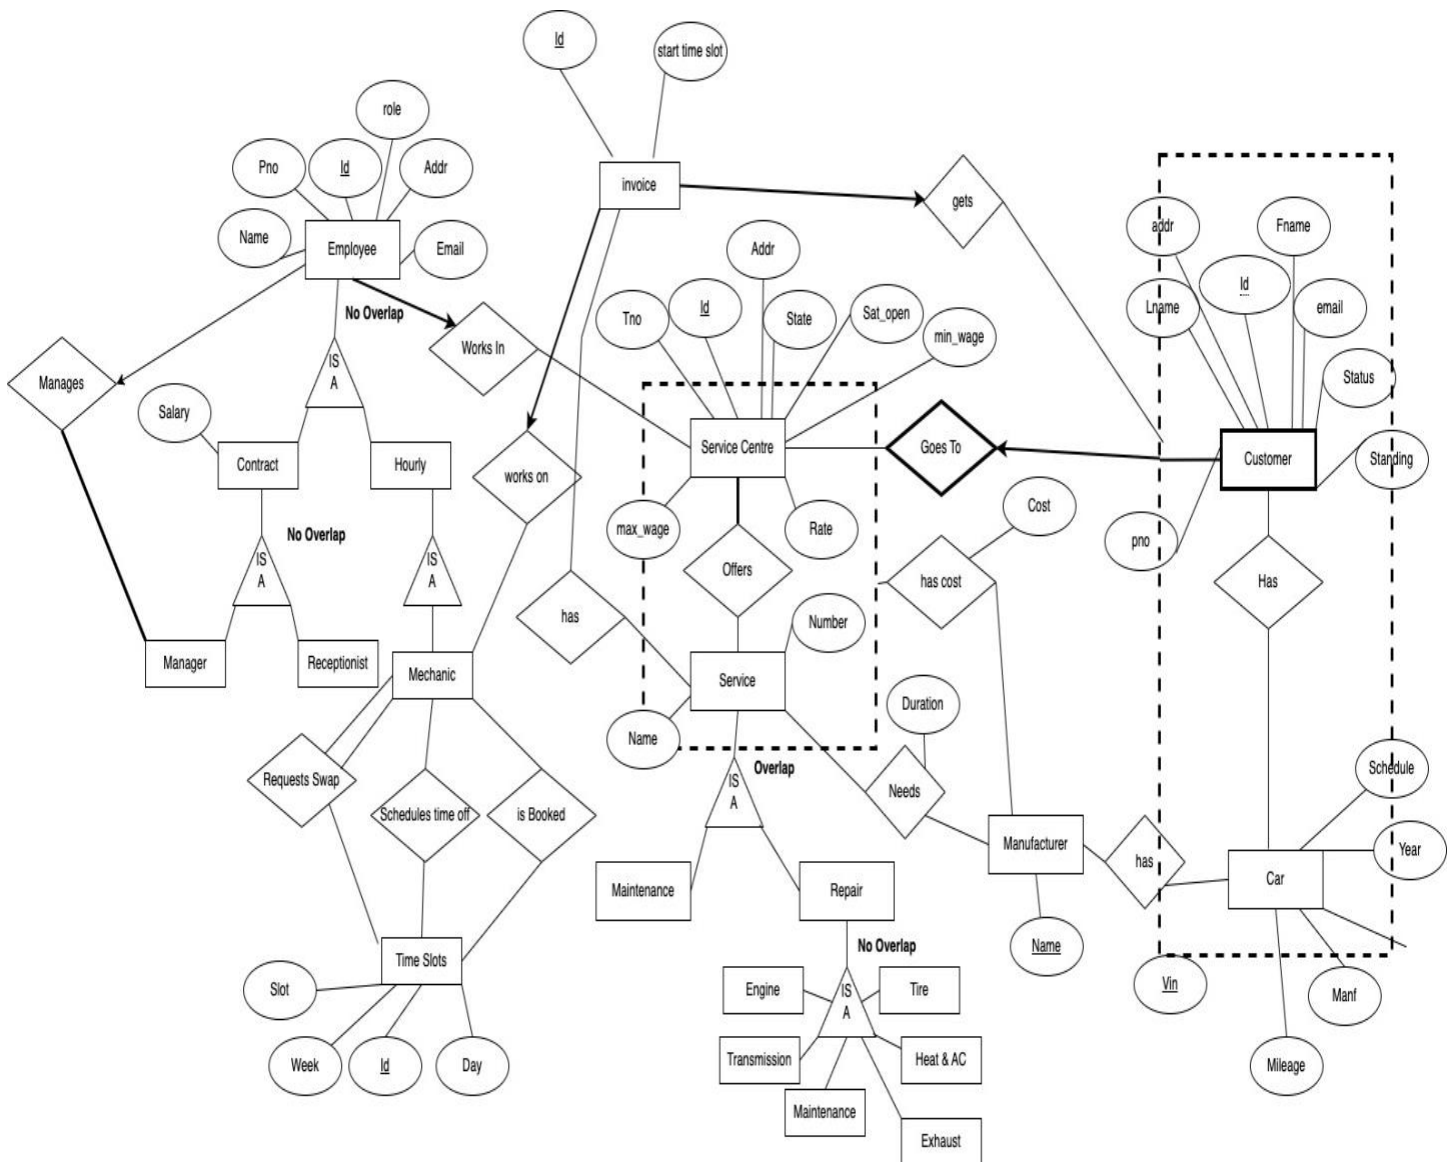 Id
start time slot
role
Pno
Id
Addr
invoice
gets
Name
Employee
Email
addr
Fname
Addr
Id
No Overlap
Tno
Id
State
Sat_open
Lname
email
min_wage
IS
A
Works In
Manages
Status
Salary
Service Centre
Goes To
Customer
Standing
Contract
Hourly
works on
Cost
max_wage
Rate
pno
No Overlap
IS
A
IS
A
Offers
has cost
Has
has
Number
Manager
Receptionist
Mechanic
Service
Duration
Name
Overlap
Schedule
Requests Swap
IS
A
Needs
Schedules time off
is Booked
Manufacturer
has
Year
Maintenance
Repair
Car
No Overlap
Name
Time Slots
Slot
Engine
IS
A
Tire
Vin
Manf
Week
Id
Day
Transmission
Heat & AC
Mileage
Maintenance
Exhaust